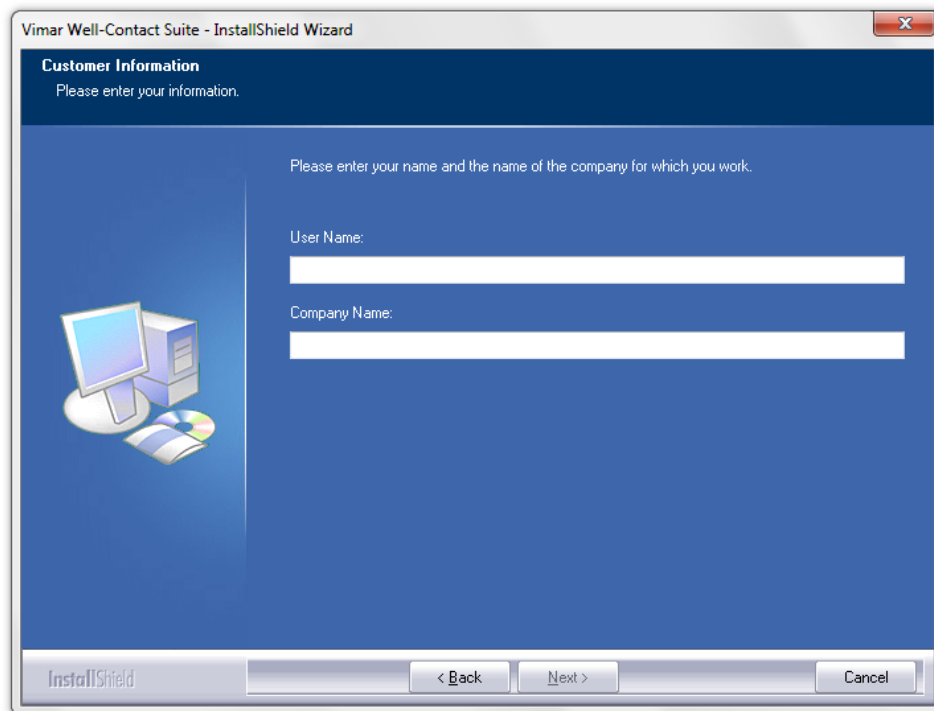 Vimar Well-Contact Suite - InstallShield Wizard
Customer Information
Please enter your information.
Please enter your name and the name of the company for which you work.
User Name:
Company Name:
InstallShield
< Back
Next >
Cancel